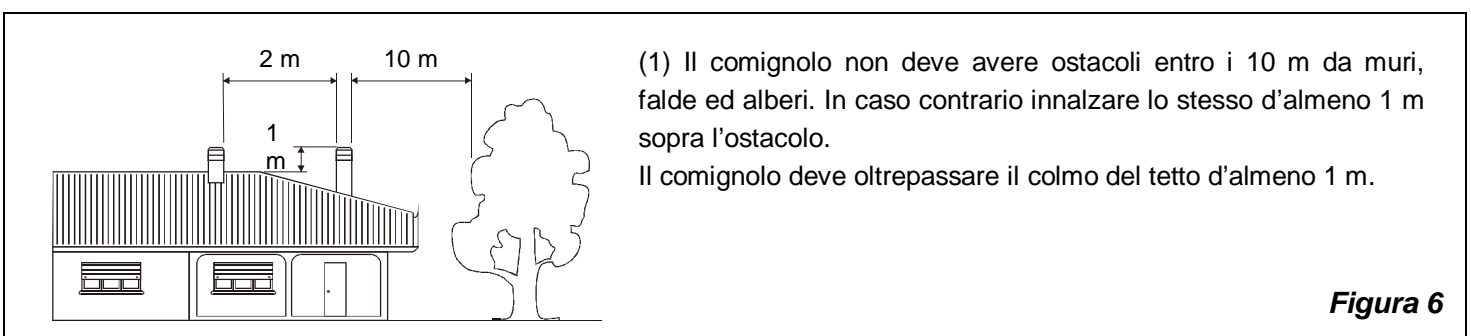 2 m
10 m
1
m
(1) Il comignolo non deve avere ostacoli entro i 10 m da muri,
falde ed alberi. In caso contrario innalzare lo stesso d’almeno 1 m
sopra l’ostacolo.
Il comignolo deve oltrepassare il colmo del tetto d’almeno 1 m.
Figura 6